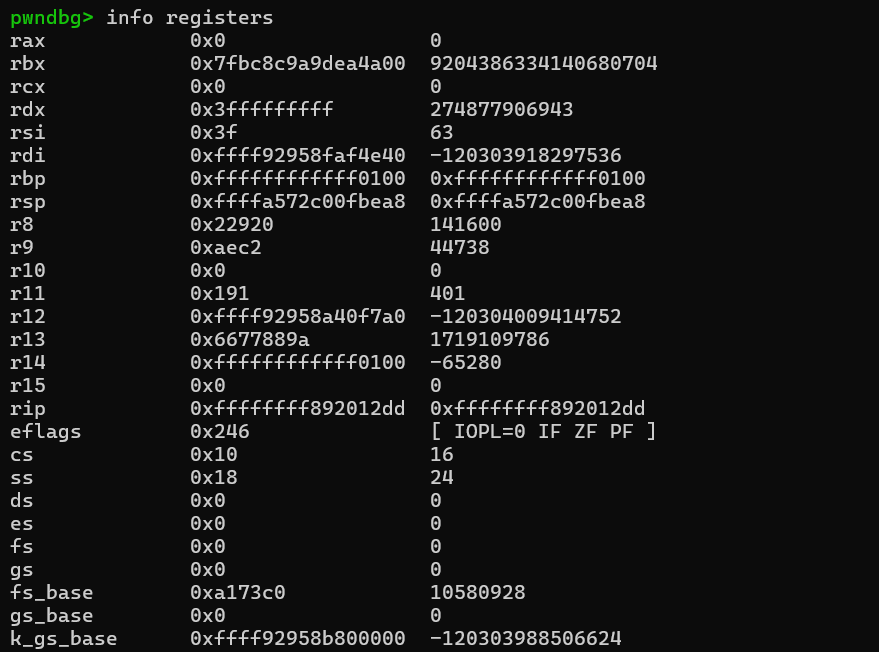 pwndbg> info registers
rax 0x0 0
rbx 0x7fbc8c9a9dea4a00 9204386334140680704
rcx 0x0 0
rdx 0x3fffffffff 274877906943
rsi 0x3f 63
rdi 0xffff92958faf4e40 -120303918297536
rbp 0xffffffffffff0100 0xffffffffffff0100
rsp 0xffffa572c00fbea8 0xffffa572c00fbea8
r8 0x22920 141600
r9 0xaec2 44738
r10 0x0 0
r11 0x191 401
r12 0xffff92958a40f7a0 -120304009414752
r13 0x6677889a 1719109786
r14 0xffffffffffff0100 -65280
r15 0x0 0
rip 0xffffffff892012dd 0xffffffff892012dd
eflags 0x246 [ IOPL=0 IF ZF PF ]
cs 0x10 16
ss 0x18 24
ds 0x0 0
es 0x0 0
fs 0x0 0
gs 0x0 0
fs_base 0xa173c0 10580928
gs_base 0x0 0
k_gs_base 0xffff92958b800000 -120303988506624